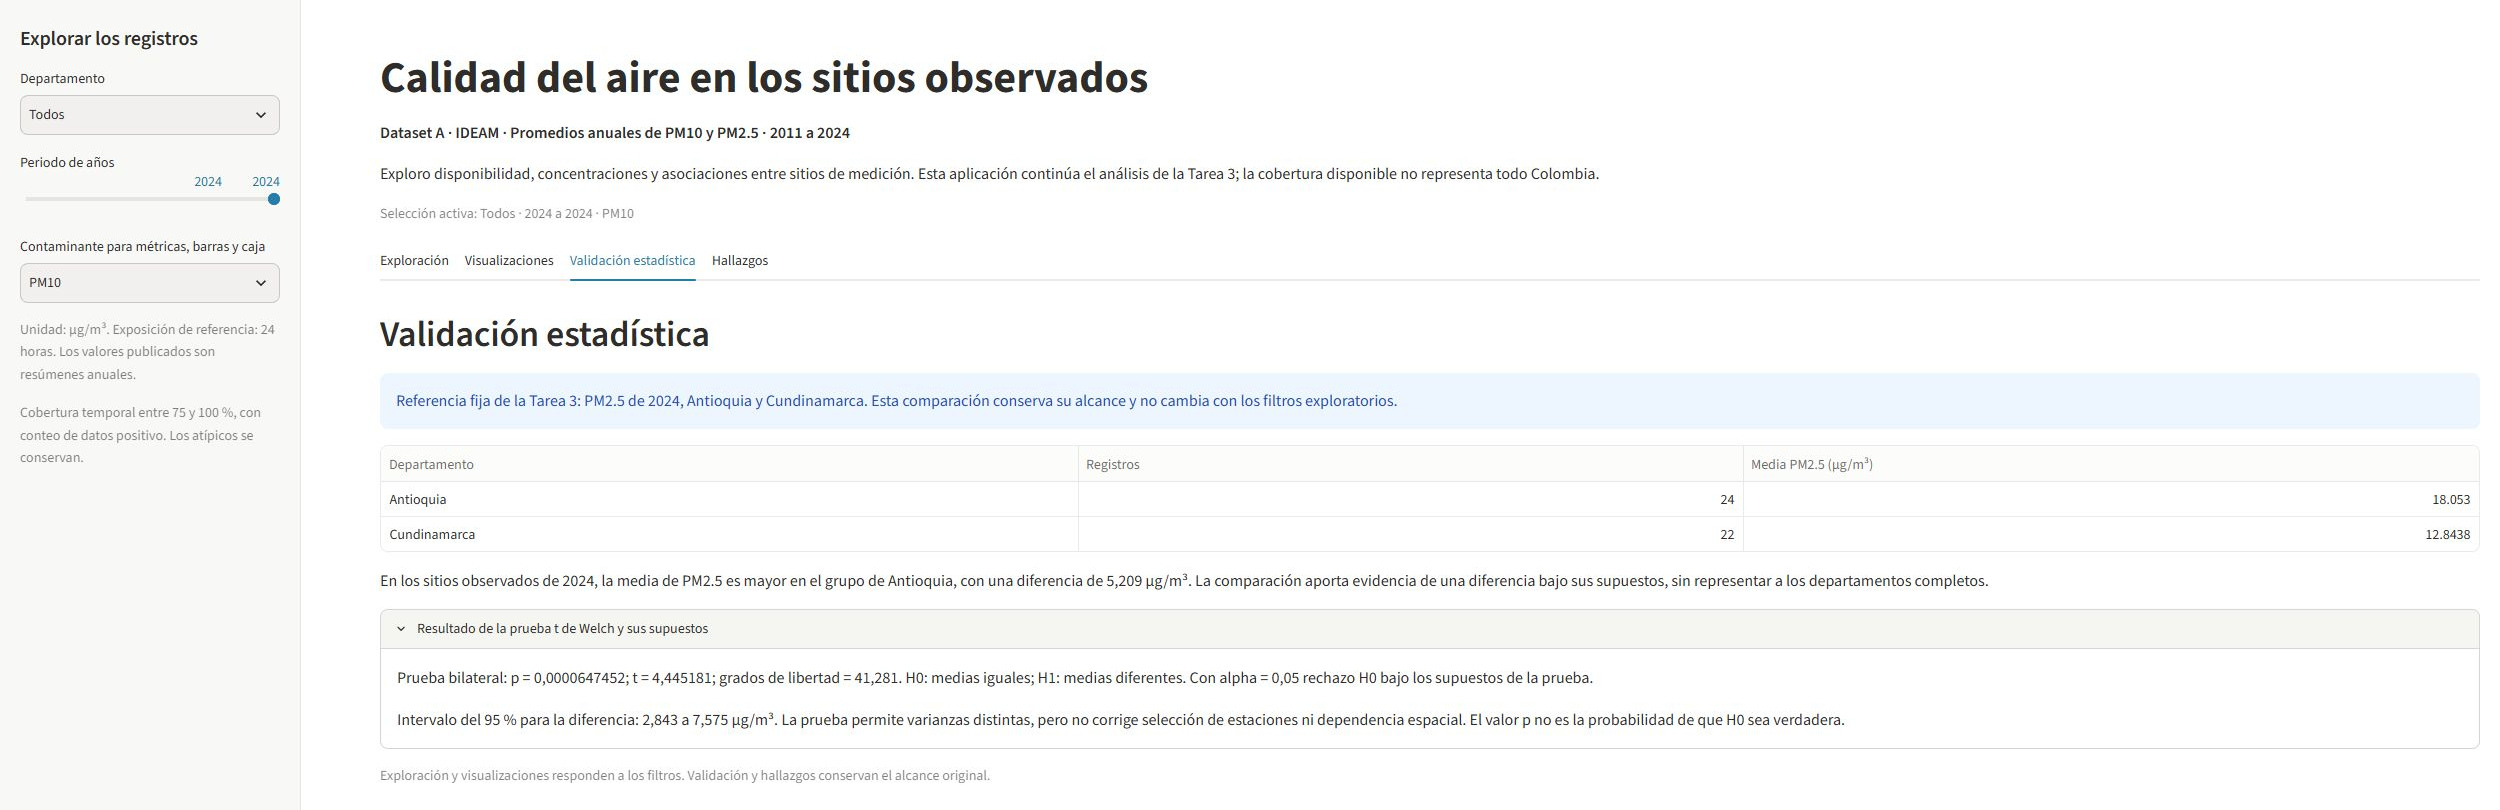 Explorar los registros
Departamento
Todos
Periodo de años
2024 2024
Contaminante para métricas, barras y caja
PM10
Unidad: µg/m³. Exposición de referencia: 24
horas. Los valores publicados son
resúmenes anuales.
Cobertura temporal entre 75 y 100 %, con
conteo de datos positivo. Los atípicos se
conservan.
Calidad del aire en los sitios observados
Dataset A · IDEAM · Promedios anuales de PM10 y PM2.5 · 2011 a 2024
Exploro disponibilidad, concentraciones y asociaciones entre sitios de medición. Esta aplicación continúa el análisis de la Tarea 3; la cobertura disponible no representa todo Colombia.
Selección activa: Todos · 2024 a 2024 · PM10
Exploración Visualizaciones Validación estadística Hallazgos
Validación estadística
Referencia fija de la Tarea 3: PM2.5 de 2024, Antioquia y Cundinamarca. Esta comparación conserva su alcance y no cambia con los filtros exploratorios.
Departamento Registros Media PM2.5 (µg/m³)
Antioquia 24 18.053
Cundinamarca 22 12.8438
En los sitios observados de 2024, la media de PM2.5 es mayor en el grupo de Antioquia, con una diferencia de 5,209 µg/m³. La comparación aporta evidencia de una diferencia bajo sus supuestos, sin representar a los departamentos completos.
Resultado de la prueba t de Welch y sus supuestos
Prueba bilateral: p = 0,0000647452; t = 4,445181; grados de libertad = 41,281. H0: medias iguales; H1: medias diferentes. Con alpha = 0,05 rechazo H0 bajo los supuestos de la prueba.
Intervalo del 95 % para la diferencia: 2,843 a 7,575 µg/m³. La prueba permite varianzas distintas, pero no corrige selección de estaciones ni dependencia espacial. El valor p no es la probabilidad de que H0 sea verdadera.
Exploración y visualizaciones responden a los filtros. Validación y hallazgos conservan el alcance original.